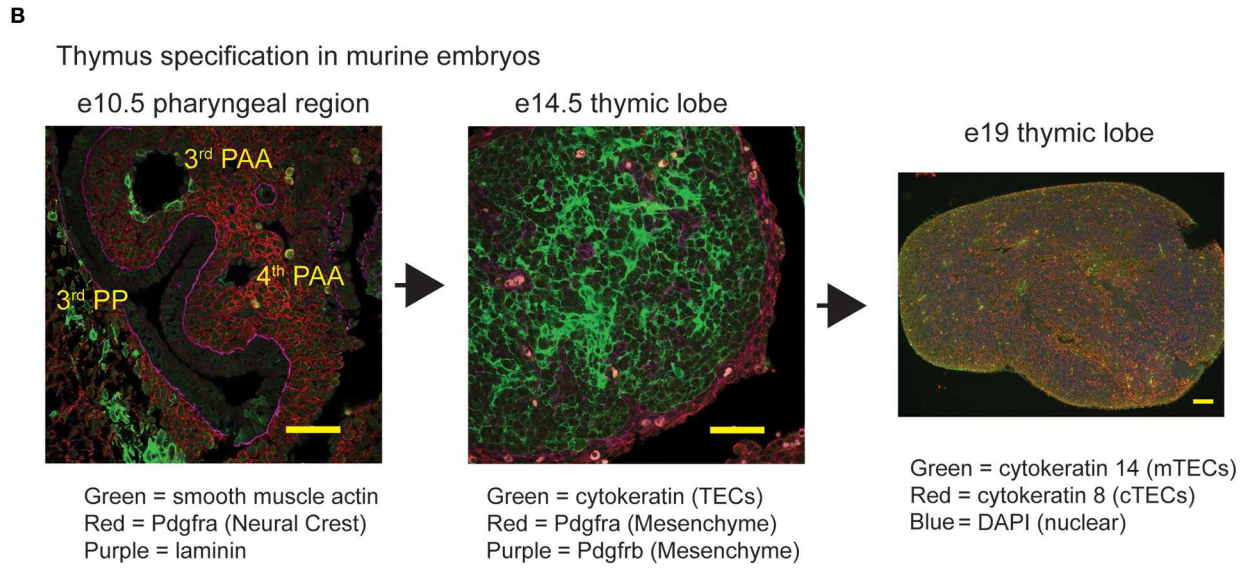 B
Thymus specification in murine embryos
e10.5 pharyngeal region
3rd PAA
4th PAA
3rd PP
Green = smooth muscle actin
Red = Pdgfra (Neural Crest)
Purple = laminin
e14.5 thymic lobe
Green = cytokeratin (TECs)
Red = Pdgfra (Mesenchyme)
Purple = Pdgfrb (Mesenchyme)
e19 thymic lobe
Green = cytokeratin 14 (mTECs)
Red = cytokeratin 8 (cTECs)
Blue = DAPI (nuclear)